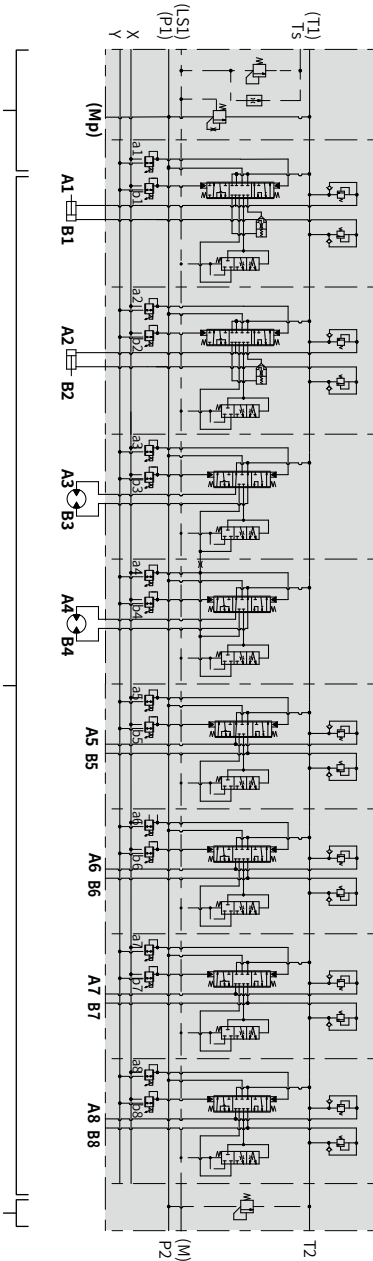 (T1)
Ts
(LS1)
(P1)
X
Y
(Mp)
a1
b1
A1 B1
a2
b2
A2 B2
a3
b3
A3 B3
a4
b4
A4 B4
a5
b5
A5 B5
a6
b6
A6 B6
a7
b7
A7 B7
a8
b8
A8 B8
T2
(M)
P2